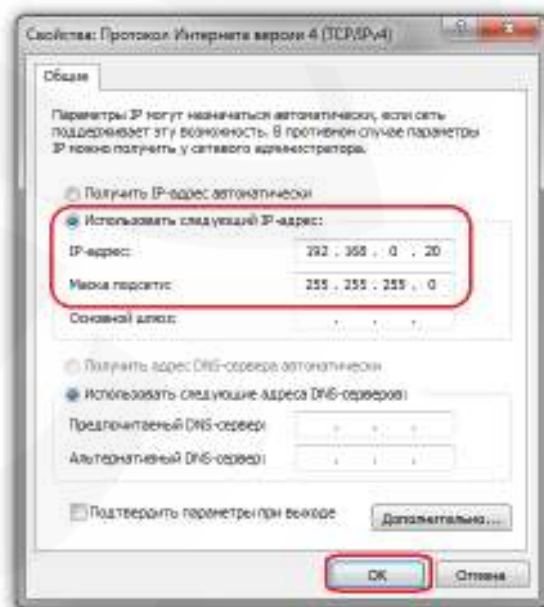 Свойства: Протокол Интернета версии 4 (TCP/IPv4)
Общие
Параметры IP могут назначаться автоматически, если сеть
поддерживает эту возможность. В противном случае параметры
IP можно получить у сетевого администратора.
Получить IP-адрес автоматически
Использовать следующий IP-адрес:
IP-адрес: 192 . 168 . 0 . 20
Маска подсети: 255 . 255 . 255 . 0
Основной шлюз: . . .
Получить адрес DNS-сервера автоматически
Использовать следующие адреса DNS-серверов:
Предпочитаемый DNS-сервер: . . .
Альтернативный DNS-сервер: . . .
Подтвердить параметры при выходе
Дополнительно...
OK
Отмена